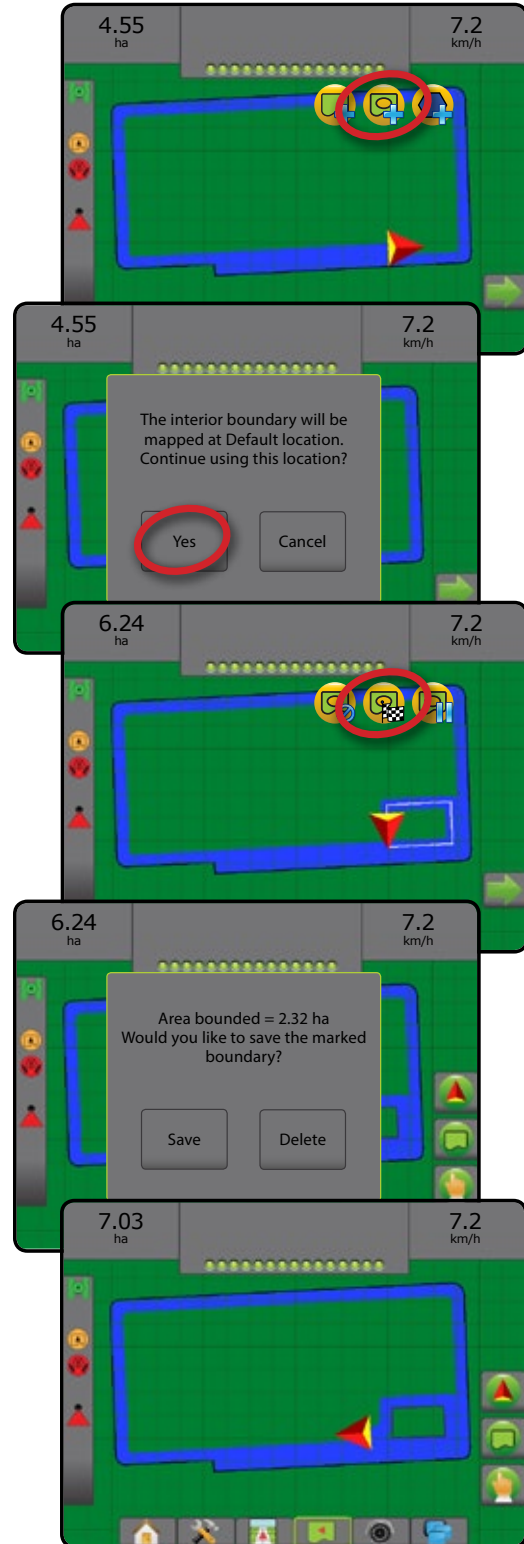 4.55
ha
7.2
km/h
4.55
ha
7.2
km/h
The interior boundary will be
mapped at Default location.
Continue using this location?
Yes
Cancel
6.24
ha
7.2
km/h
6.24
ha
7.2
km/h
Area bounded = 2.32 ha
Would you like to save the marked
boundary?
Save
Delete
7.03
ha
7.2
km/h